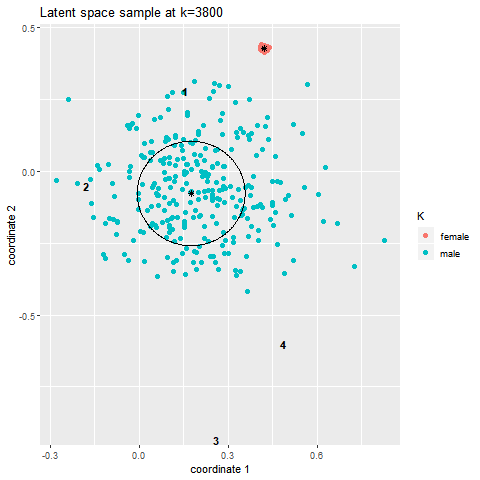 Latent space sample at k=3800
0.5
0.0
-0.5
coordinate 2
1
2
4
3
-0.3
0.0
0.3
0.6
coordinate 1
K
female
male